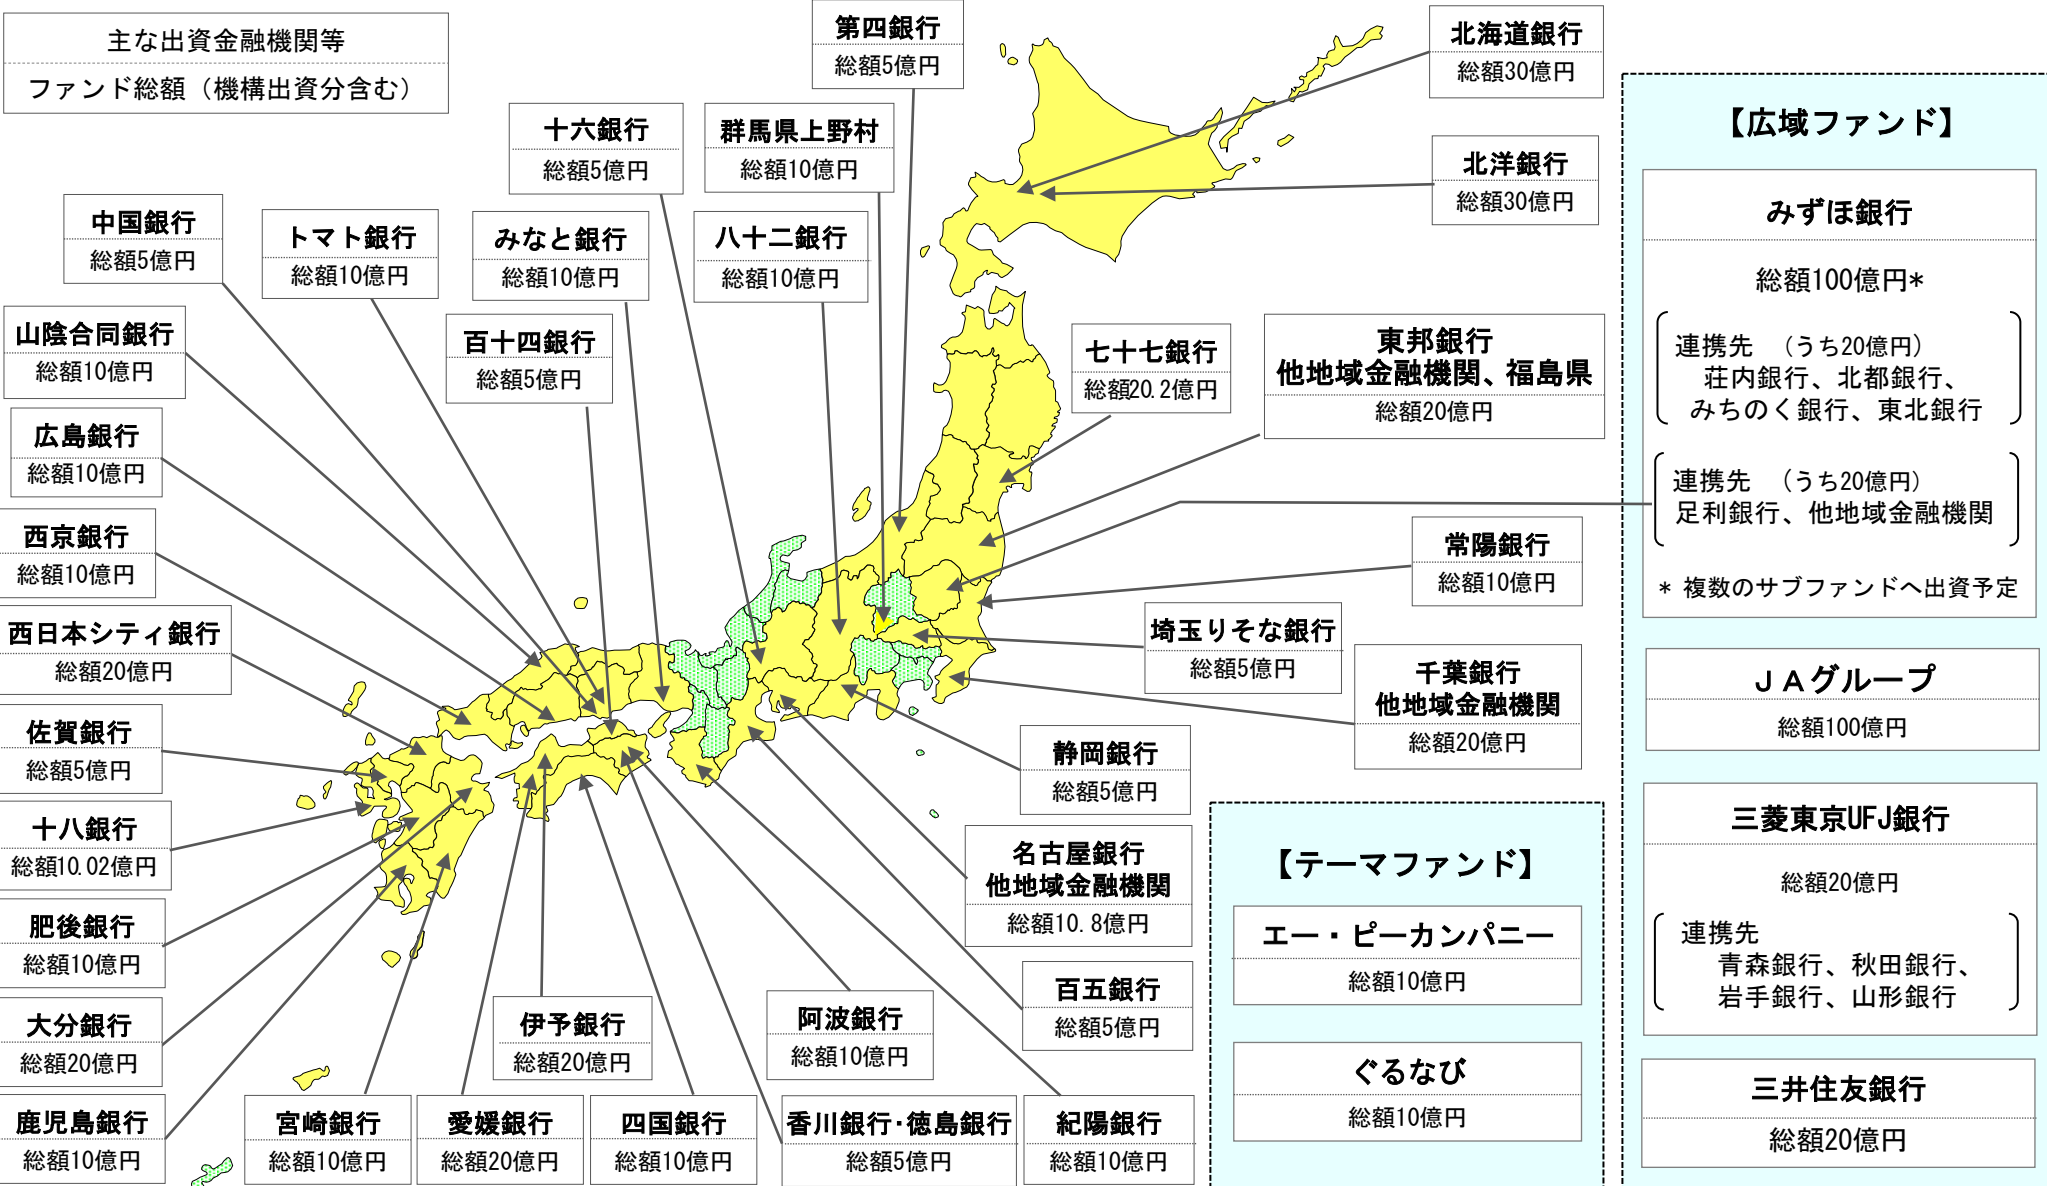 主な出資金融機関等
ファンド総額（機構出資分含む）
第四銀行
総額5億円
北海道銀行
総額30億円
十六銀行
総額5億円
群馬県上野村
総額10億円
北洋銀行
総額30億円
中国銀行
総額5億円
トマト銀行
総額10億円
みなと銀行
総額10億円
八十二銀行
総額10億円
山陰合同銀行
総額10億円
百十四銀行
総額5億円
七十七銀行
総額20.2億円
東邦銀行
他地域金融機関、福島県
総額20億円
広島銀行
総額10億円
西京銀行
総額10億円
常陽銀行
総額10億円
西日本シティ銀行
総額20億円
埼玉りそな銀行
総額5億円
千葉銀行
他地域金融機関
総額20億円
佐賀銀行
総額5億円
静岡銀行
総額5億円
十八銀行
総額10.02億円
名古屋銀行
他地域金融機関
総額10.8億円
肥後銀行
総額10億円
百五銀行
総額5億円
大分銀行
総額20億円
伊予銀行
総額20億円
阿波銀行
総額10億円
鹿児島銀行
総額10億円
宮崎銀行
総額10億円
愛媛銀行
総額20億円
四国銀行
総額10億円
香川銀行･徳島銀行
総額5億円
紀陽銀行
総額10億円
【テーマファンド】
エー・ピーカンパニー
総額10億円
ぐるなび
総額10億円
【広域ファンド】
みずほ銀行
総額100億円*
連携先　（うち20億円）
荘内銀行、北都銀行、
みちのく銀行、東北銀行
連携先　（うち20億円）
足利銀行、他地域金融機関
* 複数のサブファンドへ出資予定
ＪＡグループ
総額100億円
三菱東京UFJ銀行
総額20億円
連携先
青森銀行、秋田銀行、
岩手銀行、山形銀行
三井住友銀行
総額20億円